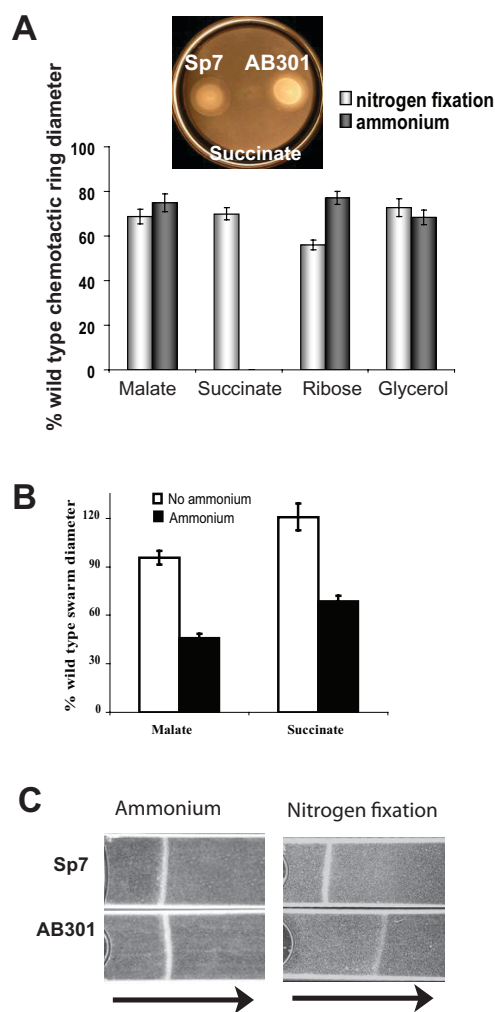 A
Sp7 AB301
Succinate
nitrogen fixation
ammonium
% wild type chemotactic ring diameter
100
80
60
40
20
0
Malate Succinate Ribose Glycerol
B
No ammonium
Ammonium
% wild type swarm diameter
120
90
60
30
0
Malate Succinate
C
Ammonium Nitrogen fixation
Sp7
AB301